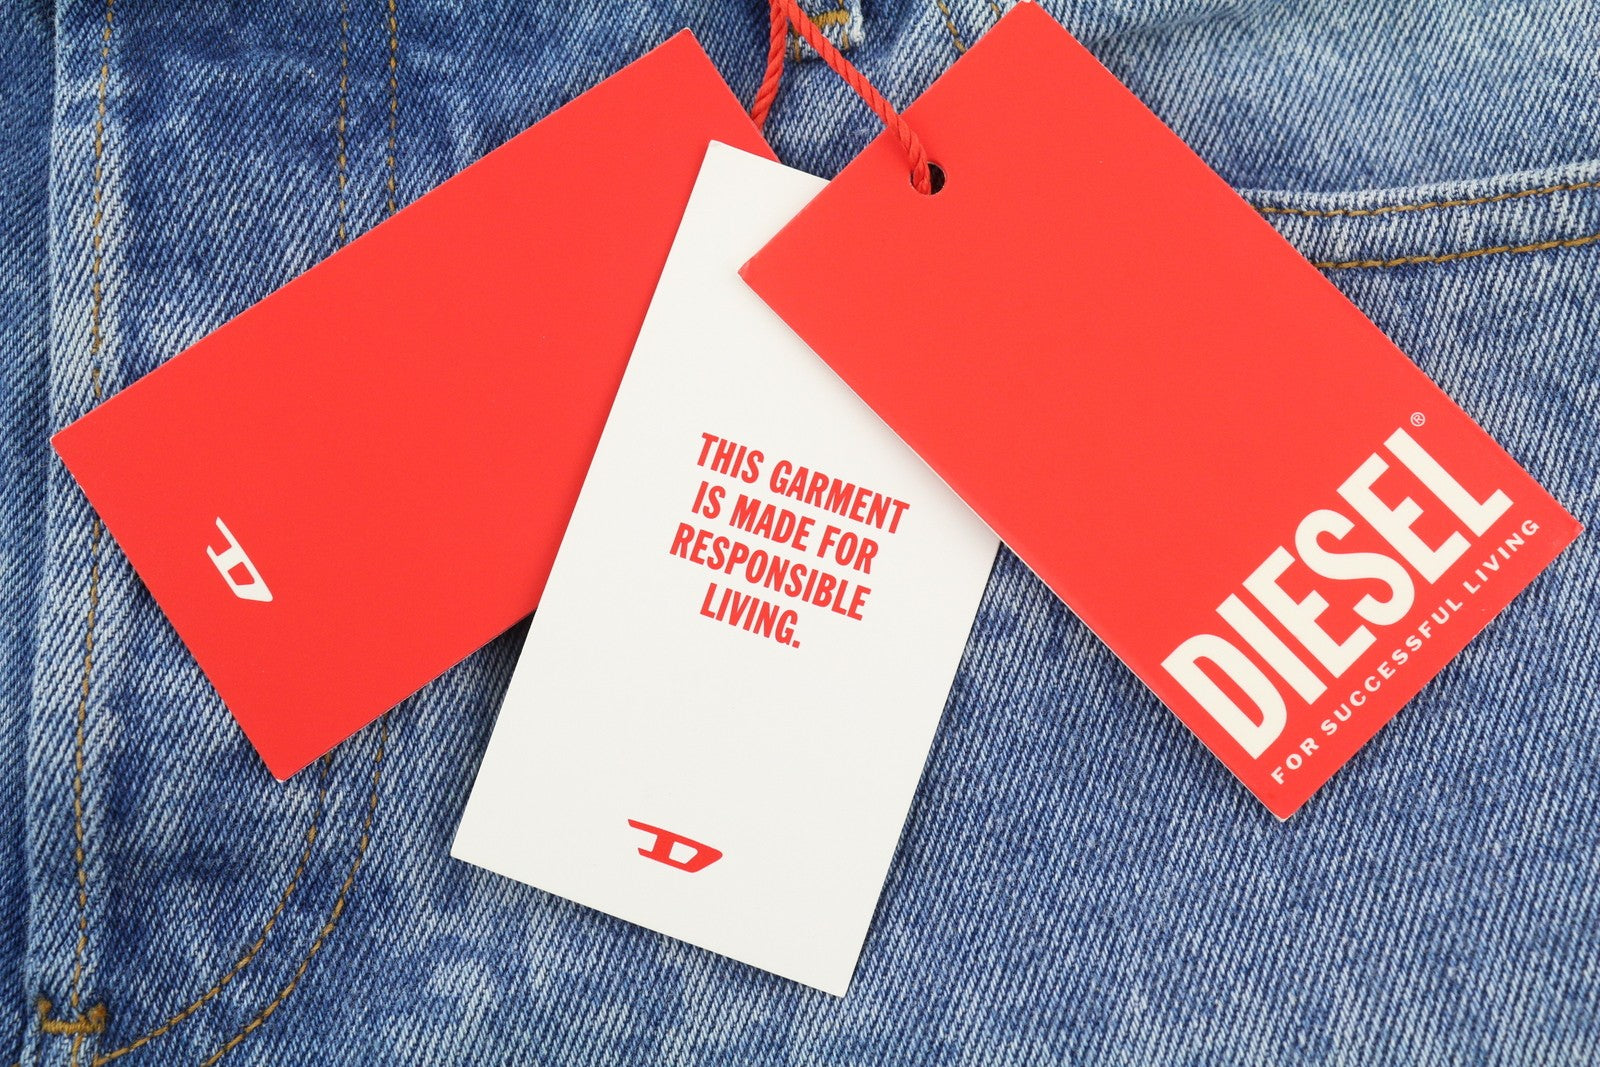 THIS GARMENT
IS MADE FOR
RESPONSIBLE
LIVING.
D
D
DIESEL®
FOR SUCCESSFUL LIVING